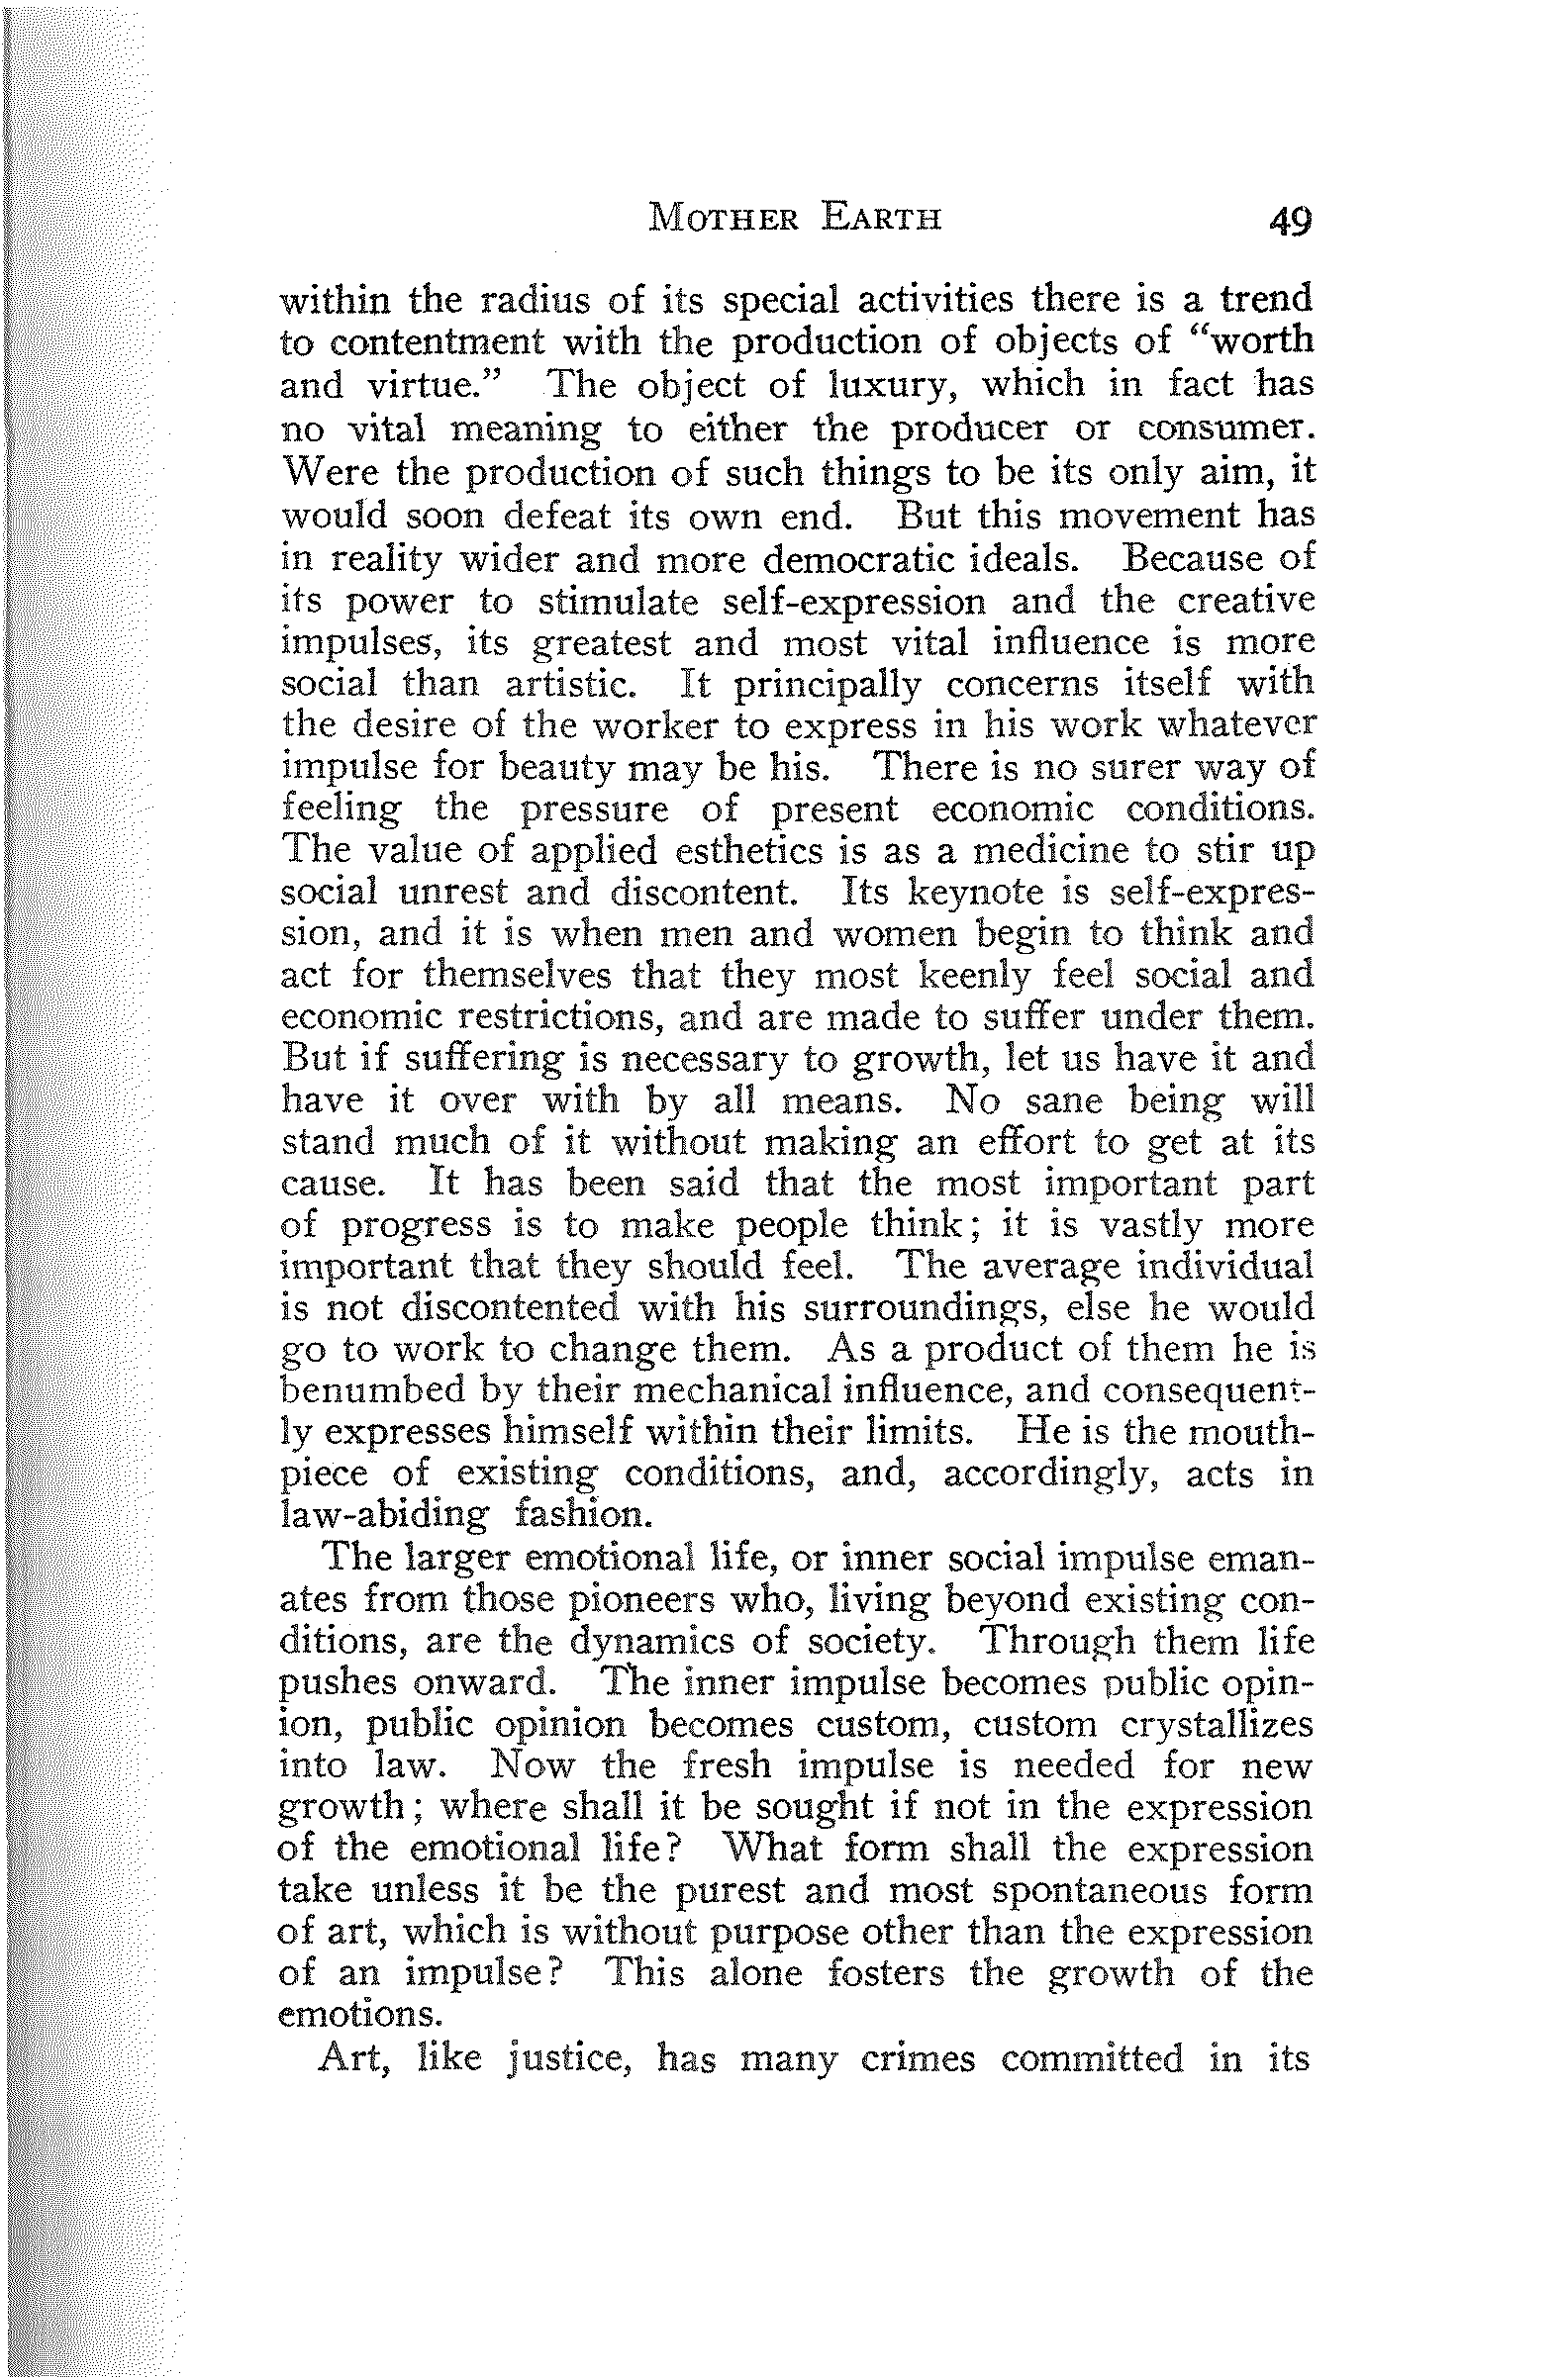 MOTHER EARTH 49
within the radius of its special activities there is a trend
to contentment with the production of objects of "worth
and virtue." The object of luxury, which in fact has
no vital meaning to either the producer or consumer.
Were the production of such things to be its only aim, it
would soon defeat its own end. But this movement has
in reality wider and more democratic ideals. Because of
its power to stimulate self-expression and the creative
impulses, its greatest and most vital influence is more
social than artistic. It principally concerns itself with
the desire of the worker to express in his work whatever
impulse for beauty may be his. There is no surer way of
feeling the pressure of present economic conditions.
The value of applied esthetics is as a medicine to stir up
social unrest and discontent. Its keynote is self-expres-
sion, and it is when men and women begin to think and
act for themselves that they most keenly feel social and
economic restrictions, and are made to suffer under them.
But if suffering is necessary to growth, let us have it and
have it over with by all means. No sane being will
stand much of it without making an effort to get at its
cause. It has been said that the most important part
of progress is to make people think; it is vastly more
important that they should feel. The average individual
is not discontented with his surroundings, else he would
go to work to change them. As a product of them he is
benumbed by their mechanical influence, and consequent-
ly expresses himself within their limits. He is the mouth-
piece of existing conditions, and, accordingly, acts in
law-abiding fashion.
The larger emotional life, or inner social impulse eman-
ates from those pioneers who, living beyond existing con-
ditions, are the dynamics of society. Through them life
pushes onward. The inner impulse becomes public opin-
ion, public opinion becomes custom, custom crystallizes
into law. Now the fresh impulse is needed for new
growth; where shall it be sought if not in the expression
of the emotional life? What form shall the expression
take unless it be the purest and most spontaneous form
of art, which is without purpose other than the expression
of an impulse? This alone fosters the growth of the
emotions.
Art, like justice, has many crimes committed in its